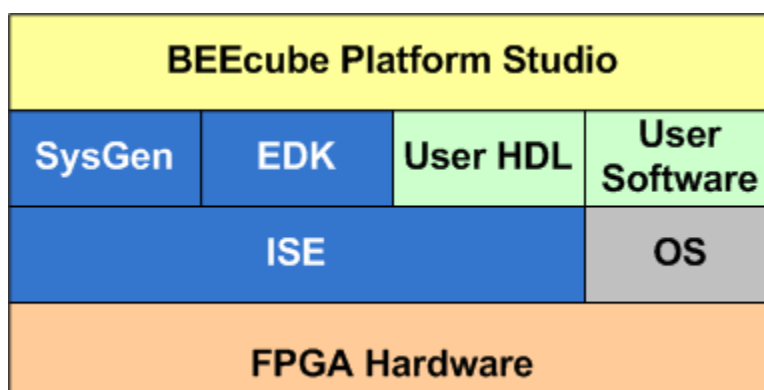 BEEcube Platform Studio
SysGen
EDK
User HDL
User
Software
ISE
OS
FPGA Hardware